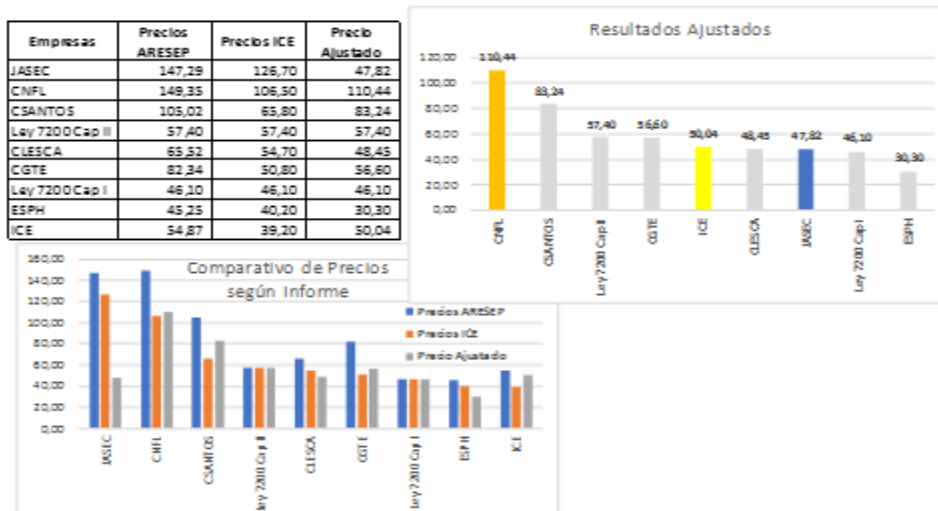 Empresas Precios ARESEP Precios ICE Precio Ajustado
JASEC 147,29 126,70 47,82
CNFL 149,35 106,50 110,44
CSANTOS 105,02 65,80 83,24
Ley 7200 Cap II 57,40 57,40 57,40
CLESCA 65,52 54,70 48,45
CGTE 82,34 50,80 56,60
Ley 7200 Cap I 46,10 46,10 46,10
ESPH 45,25 40,20 30,30
ICE 54,87 39,20 50,04
Resultados Ajustados
120,00
100,00
80,00
60,00
40,00
20,00
0,00
110,44
83,24
57,40
56,60
50,04
48,45
47,82
46,10
30,30
CNFL
CSANTOS
Ley 7200 Cap II
CGTE
ICE
CLESCA
JASEC
Ley 7200 Cap I
ESPH
Comparativo de Precios
según Informe
160,00
140,00
120,00
100,00
80,00
60,00
40,00
20,00
0,00
Precios ARESEP
Precios ICE
Precio Ajustado
JASEC
CNFL
CSANTOS
Ley 7200 Cap II
CLESCA
CGTE
Ley 7200 Cap I
ESPH
ICE